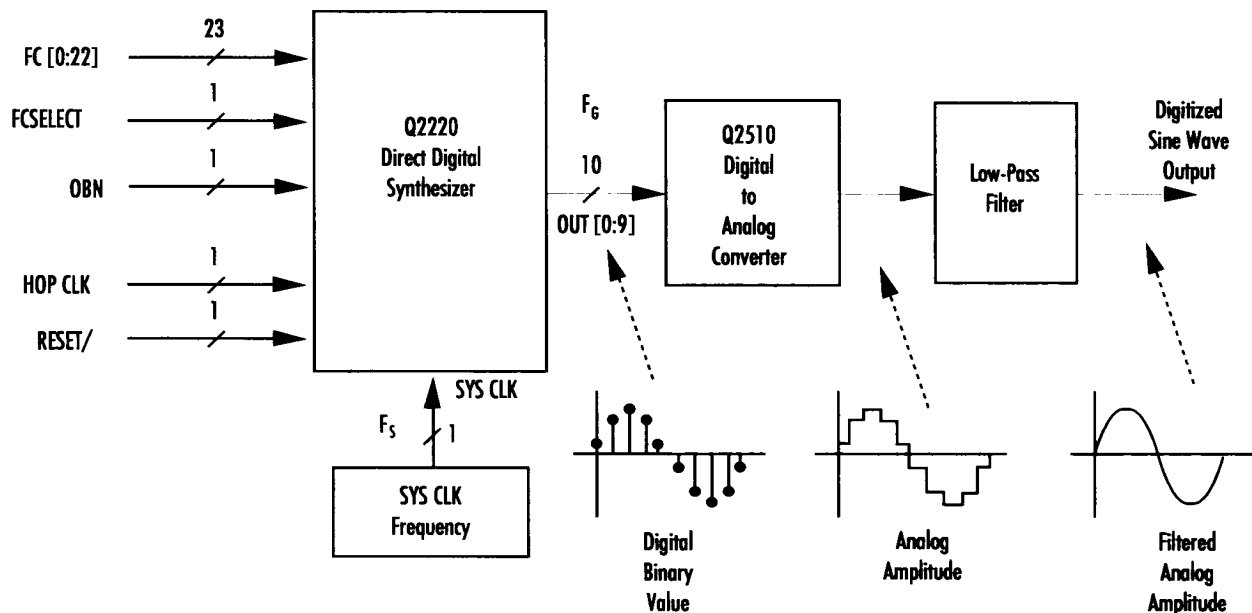 FC [0:22]
23
FCSELECT
1
OBN
1
HOP CLK
1
RESET/
1
Q2220
Direct Digital
Synthesizer
SYS CLK
F_S
1
SYS CLK
Frequency
F_G
10
OUT [0:9]
Q2510
Digital
to
Analog
Converter
Low-Pass
Filter
Digitized
Sine Wave
Output
Digital
Binary
Value
Analog
Amplitude
Filtered
Analog
Amplitude